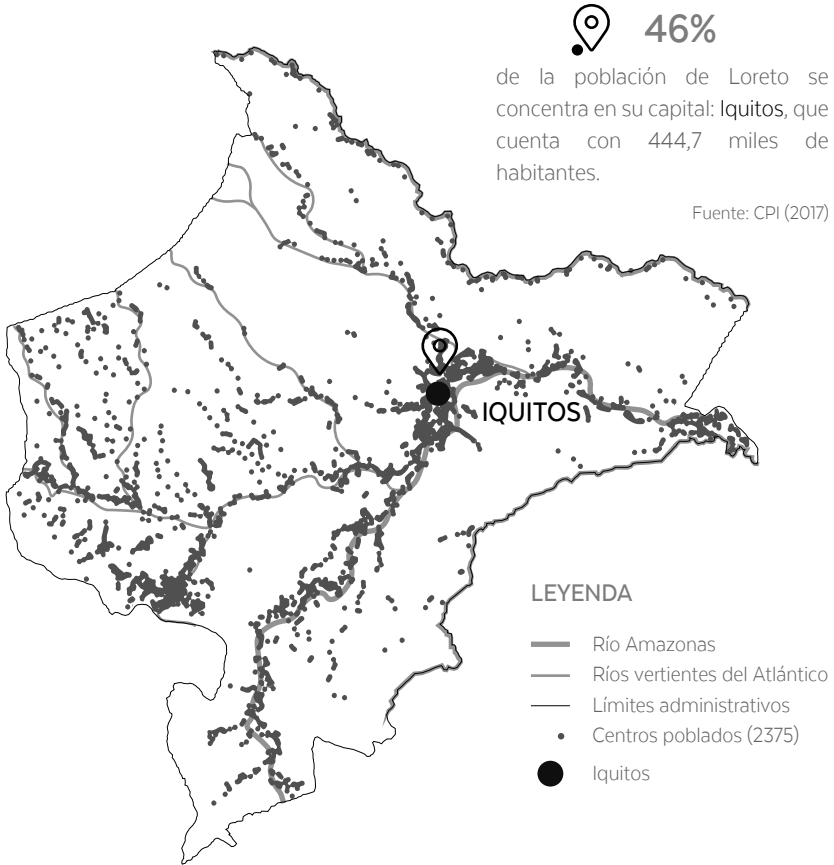 46%
de la población de Loreto se
concentra en su capital: Iquitos, que
cuenta con 444,7 miles de
habitantes.
Fuente: CPI (2017)
IQUITOS
LEYENDA
Río Amazonas
Ríos vertientes del Atlántico
Límites administrativos
Centros poblados (2375)
Iquitos